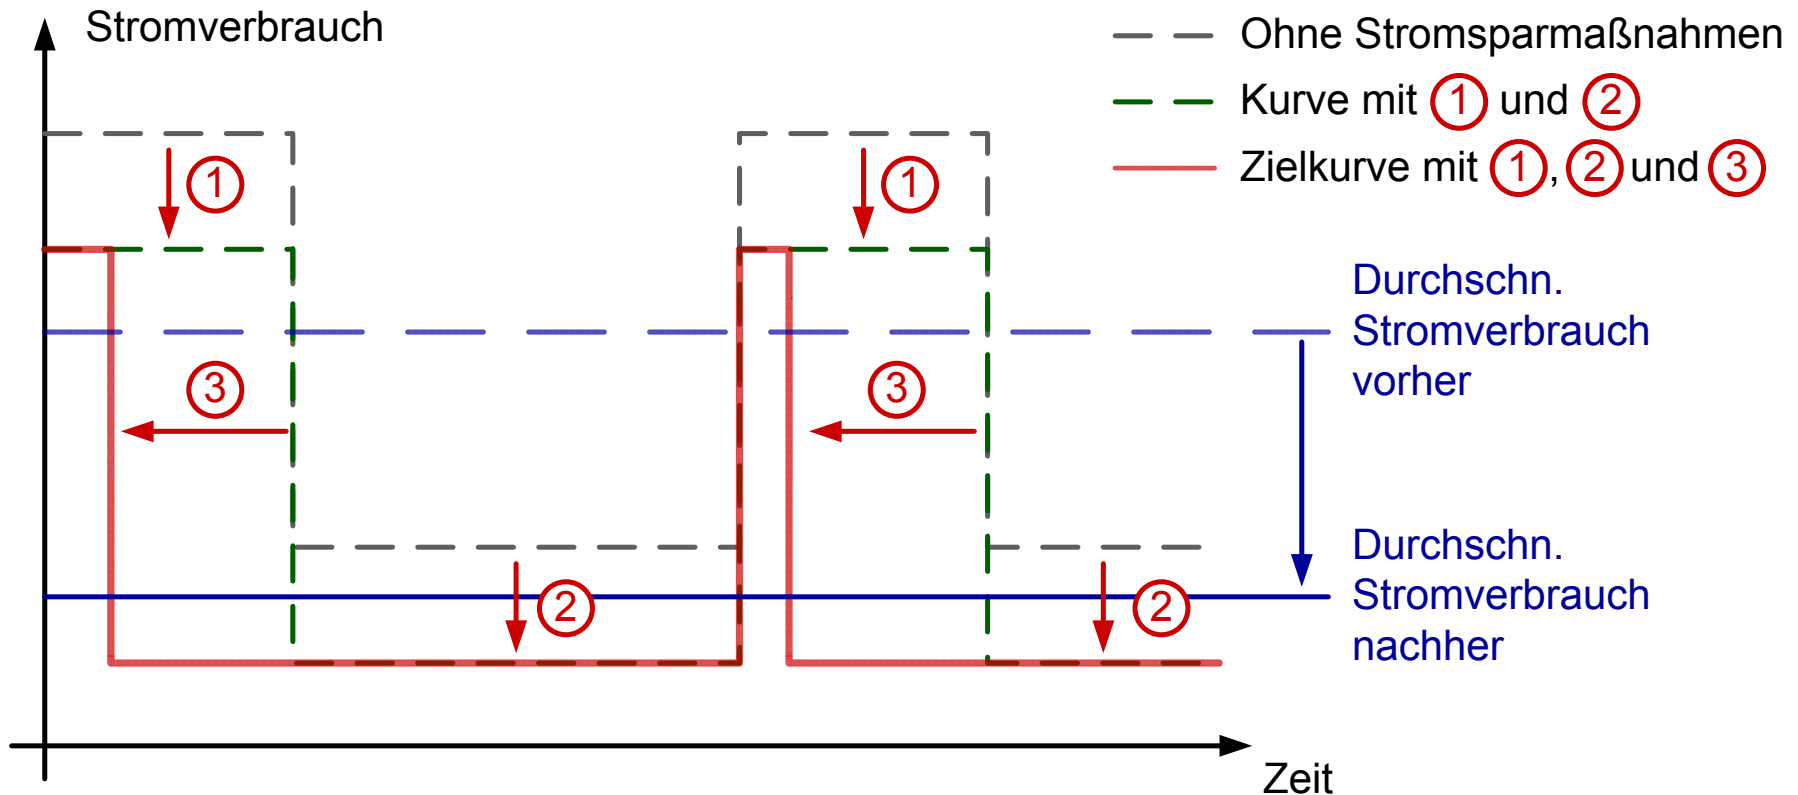 Stromverbrauch
Ohne Stromsparmaßnahmen
Kurve mit 1 und 2
Zielkurve mit 1, 2 und 3
1
1
Durchschn.
Stromverbrauch
vorher
3
3
Durchschn.
Stromverbrauch
nachher
2
2
Zeit